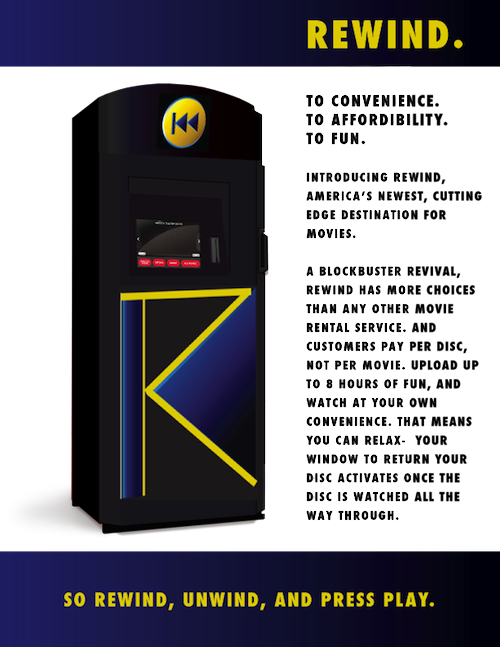 REWIND.
TO CONVENIENCE.
TO AFFORDIBILITY.
TO FUN.
INTRODUCING REWIND,
AMERICA'S NEWEST, CUTTING
EDGE DESTINATION FOR
MOVIES.
A BLOCKBUSTER REVIVAL,
REWIND HAS MORE CHOICES
THAN ANY OTHER MOVIE
RENTAL SERVICE. AND
CUSTOMERS PAY PER DISC,
NOT PER MOVIE. UPLOAD UP
TO 8 HOURS OF FUN, AND
WATCH AT YOUR OWN
CONVENIENCE. THAT MEANS
YOU CAN RELAX- YOUR
WINDOW TO RETURN YOUR
DISC ACTIVATES ONCE THE
DISC IS WATCHED ALL THE
WAY THROUGH.
SO REWIND, UNWIND, AND PRESS PLAY.